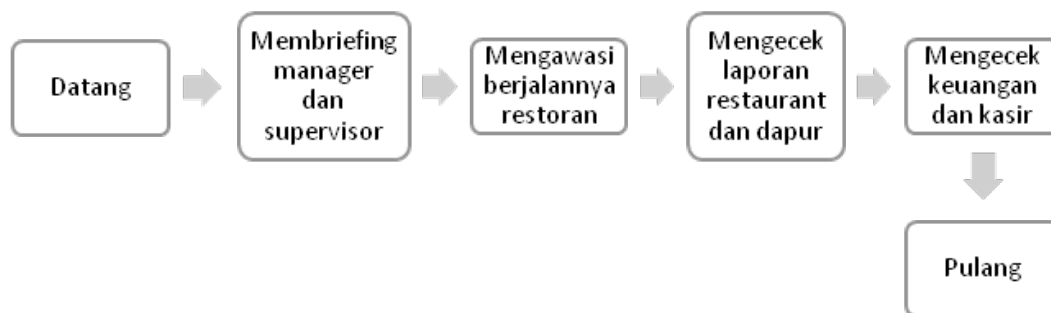 Datang
Membriefing
manager
dan
supervisor
Mengawasi
berjalannya
restoran
Mengecek
laporan
restaurant
dan dapur
Mengecek
keuangan
dan kasir
Pulang